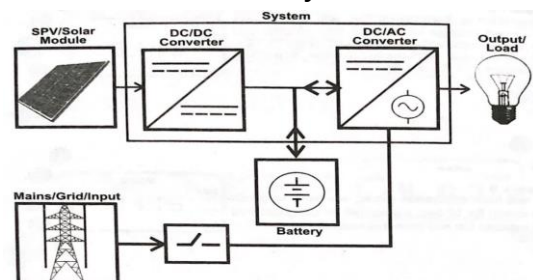 System
SPV/Solar
Module
DC/DC
Converter
DC/AC
Converter
Output/
Load
Battery
Mains/Grid/Input